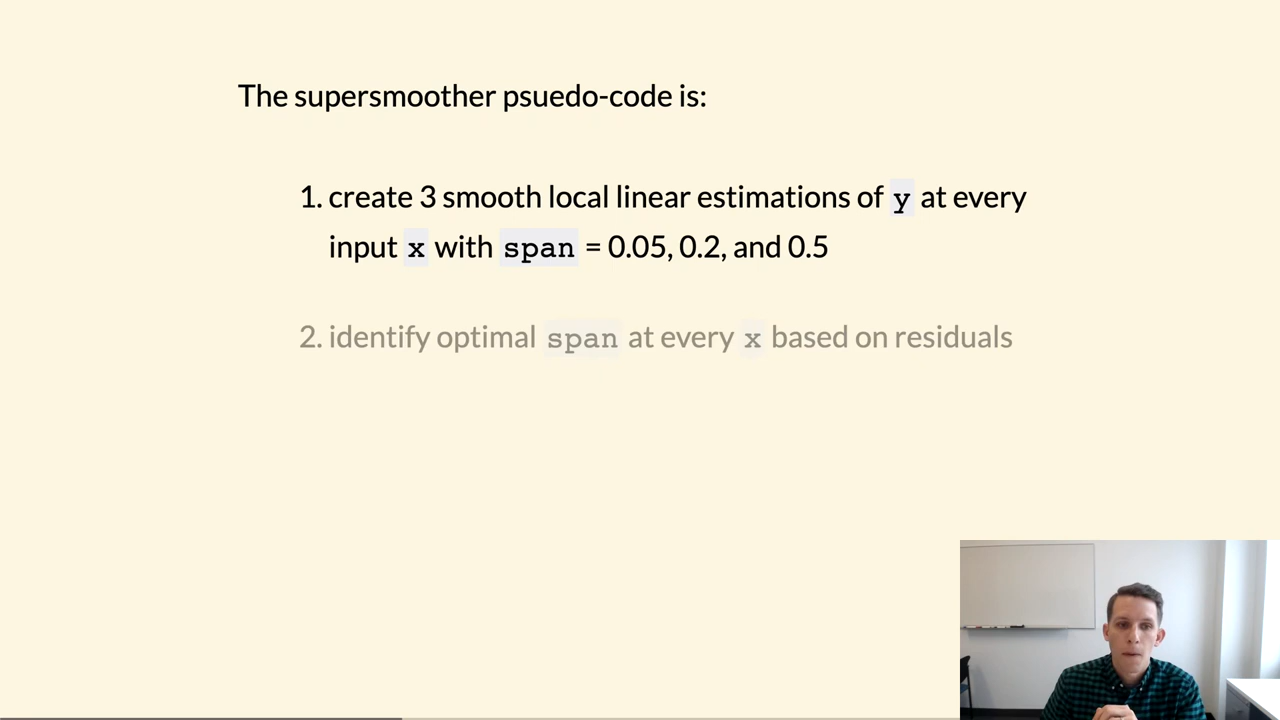 The supersmoother psuedo-code is:
1. create 3 smooth local linear estimations of y at every
input x with span = 0.05, 0.2, and 0.5
2. identify optimal span at every x based on residuals